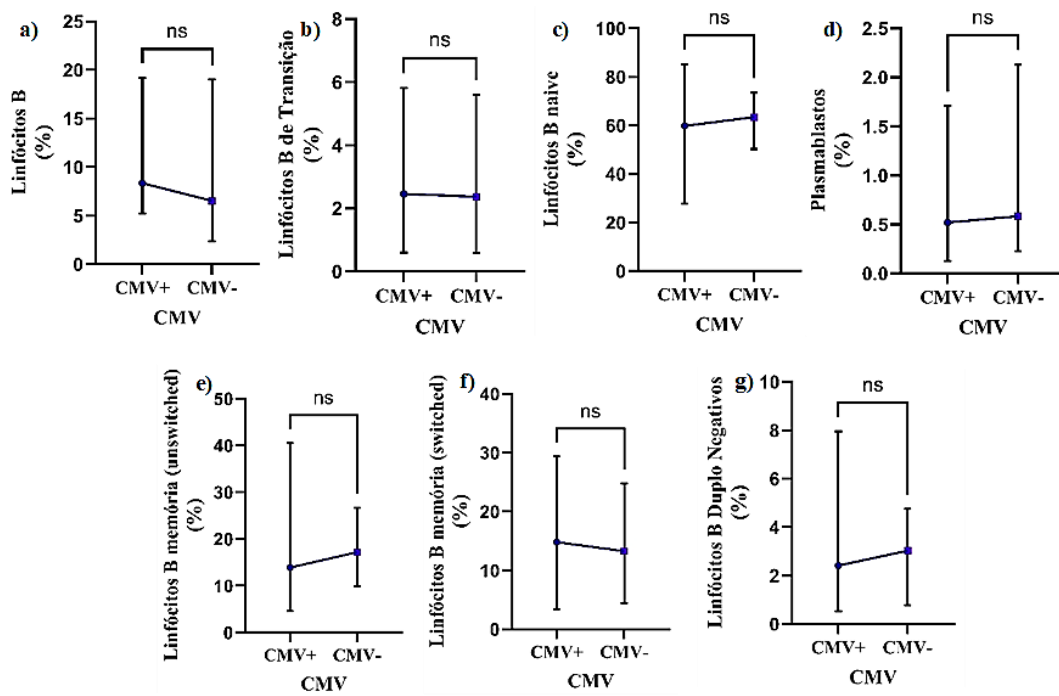 a)
Linfócitos B
(%)
25
20
15
10
5
0
ns
CMV+ CMV-
CMV
b)
Linfócitos B de Transição
(%)
8
6
4
2
0
ns
CMV+ CMV-
CMV
c)
Linfócitos B naive
(%)
100
80
60
40
20
0
ns
CMV+ CMV-
CMV
d)
Plasmablastos
(%)
2.5
2.0
1.5
1.0
0.5
0.0
ns
CMV+ CMV-
CMV
e)
Linfócitos B memória (unswitched)
(%)
50
40
30
20
10
0
ns
CMV+ CMV-
CMV
f)
Linfócitos B memória (switched)
(%)
40
30
20
10
0
ns
CMV+ CMV-
CMV
g)
Linfócitos B Duplo Negativos
(%)
10
8
6
4
2
0
ns
CMV+ CMV-
CMV